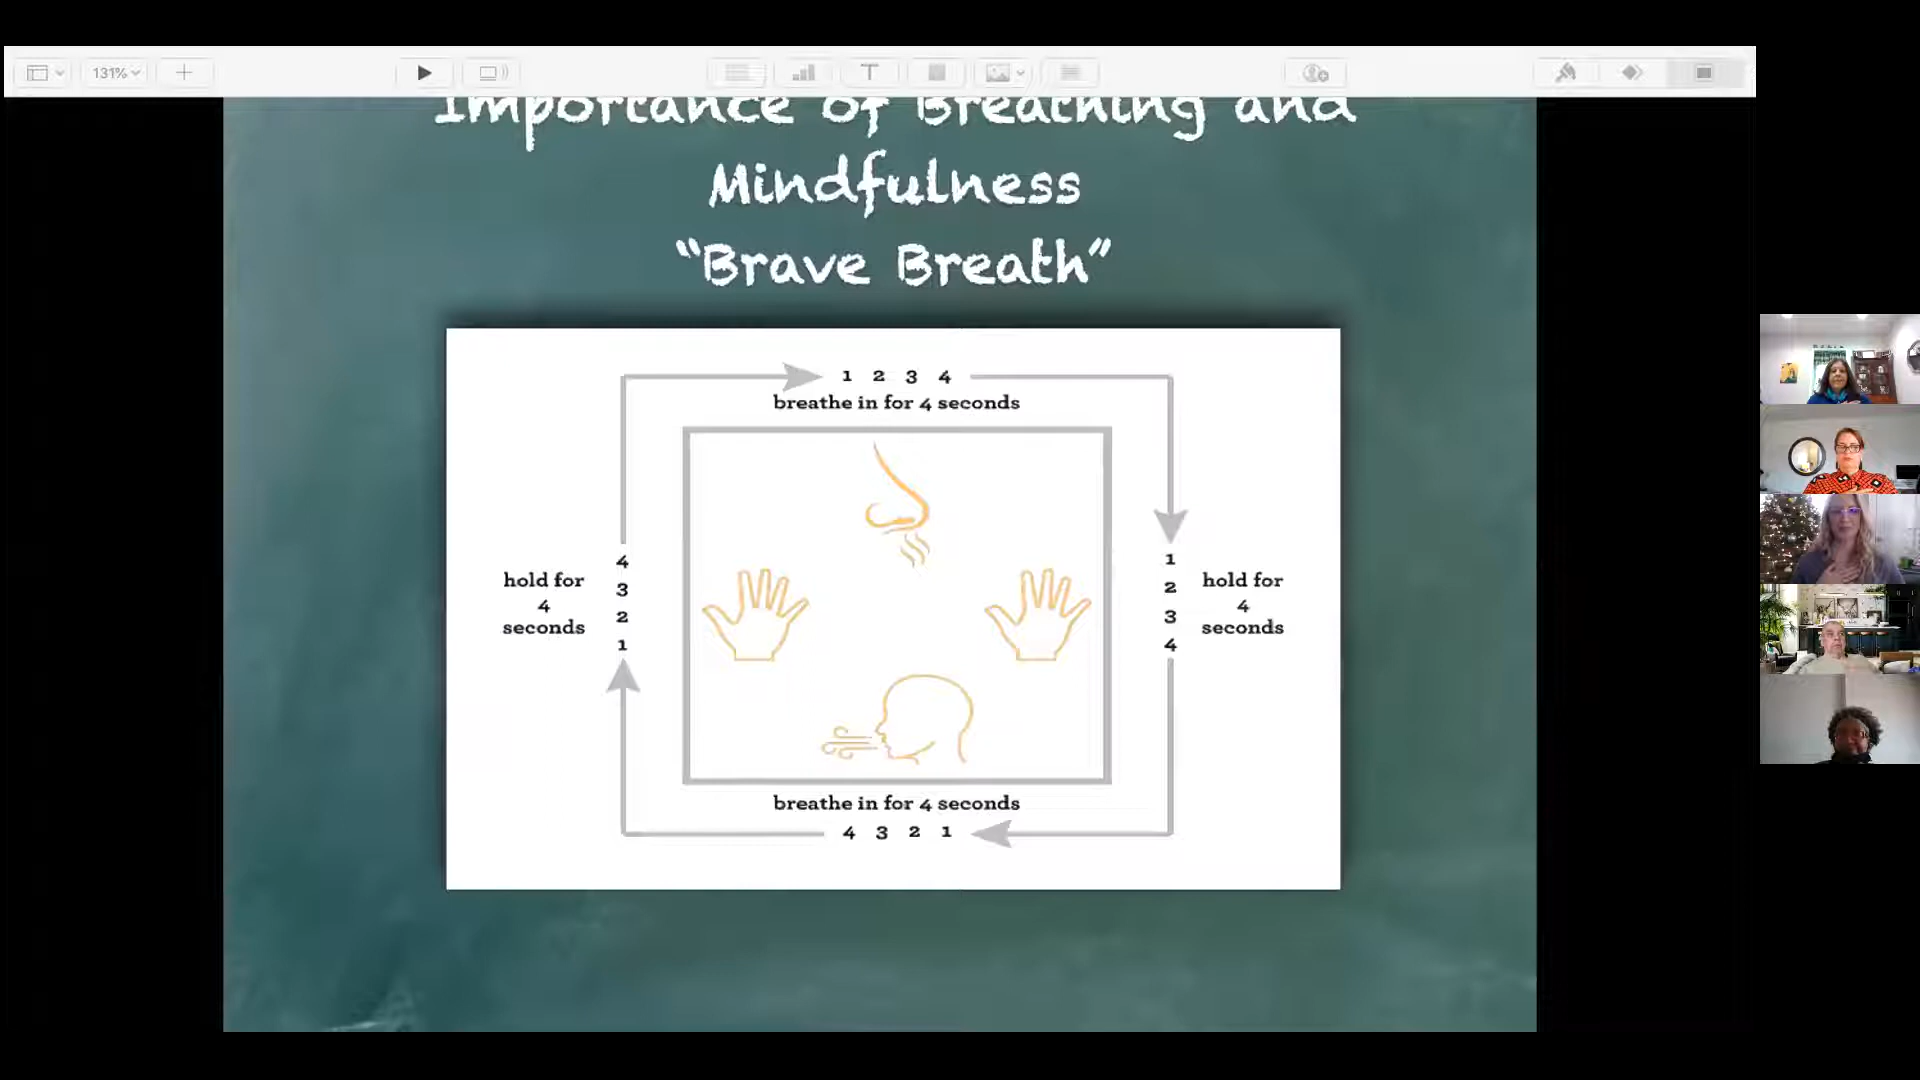 131%
Importance of Breathing and
Mindfulness
“Brave Breath”
1 2 3 4
breathe in for 4 seconds
4
3
2
1
hold for
4
seconds
1
2
3
4
hold for
4
seconds
breathe in for 4 seconds
4 3 2 1